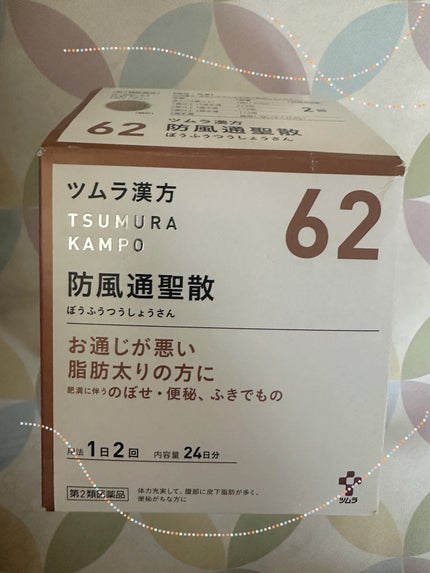 62
ツムラ漢方
防風通聖散
ぼうふうつうしょうさん
2回
ツムラ漢方
TSUMURA
KAMPO
62
防風通聖散
ぼうふうつうしょうさん
お通じが悪い
脂肪太りの方に
肥満に伴うのぼせ・便秘、ふきでもの
用法 1日2回 内容量 24日分
第2類医薬品
体力充実して、腹部に皮下脂肪が多く、
便秘がちな方に
ツムラ